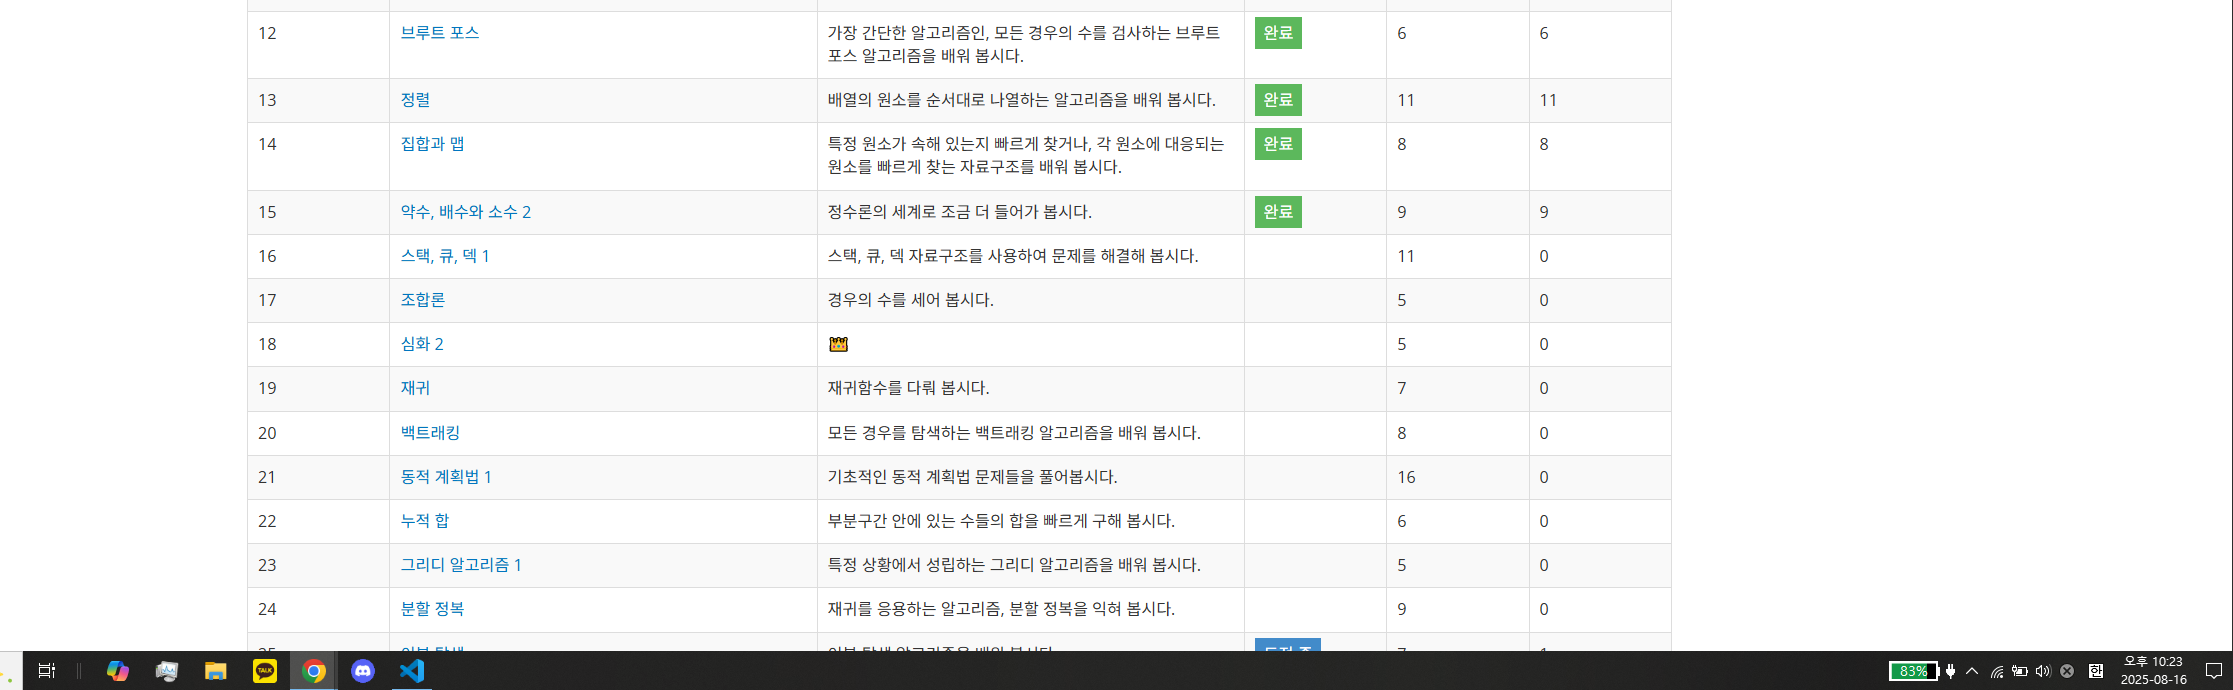 12 브루트 포스 가장 간단한 알고리즘인, 모든 경우의 수를 검사하는 브루트 완료 6 6
포스 알고리즘을 배워 봅시다.
13 정렬 배열의 원소를 순서대로 나열하는 알고리즘을 배워 봅시다. 완료 11 11
14 집합과 맵 특정 원소가 속해 있는지 빠르게 찾거나, 각 원소에 대응되는 완료 8 8
원소를 빠르게 찾는 자료구조를 배워 봅시다.
15 약수, 배수와 소수 2 정수론의 세계로 조금 더 들어가 봅시다. 완료 9 9
16 스택, 큐, 덱 1 스택, 큐, 덱 자료구조를 사용하여 문제를 해결해 봅시다. 11 0
17 조합론 경우의 수를 세어 봅시다. 5 0
18 심화 2 5 0
19 재귀 재귀함수를 다뤄 봅시다. 7 0
20 백트래킹 모든 경우를 탐색하는 백트래킹 알고리즘을 배워 봅시다. 8 0
21 동적 계획법 1 기초적인 동적 계획법 문제들을 풀어봅시다. 16 0
22 누적 합 부분구간 안에 있는 수들의 합을 빠르게 구해 봅시다. 6 0
23 그리디 알고리즘 1 특정 상황에서 성립하는 그리디 알고리즘을 배워 봅시다. 5 0
24 분할 정복 재귀를 응용하는 알고리즘, 분할 정복을 익혀 봅시다. 9 0
TALK 83% 한 오후 10:23
2025-08-16